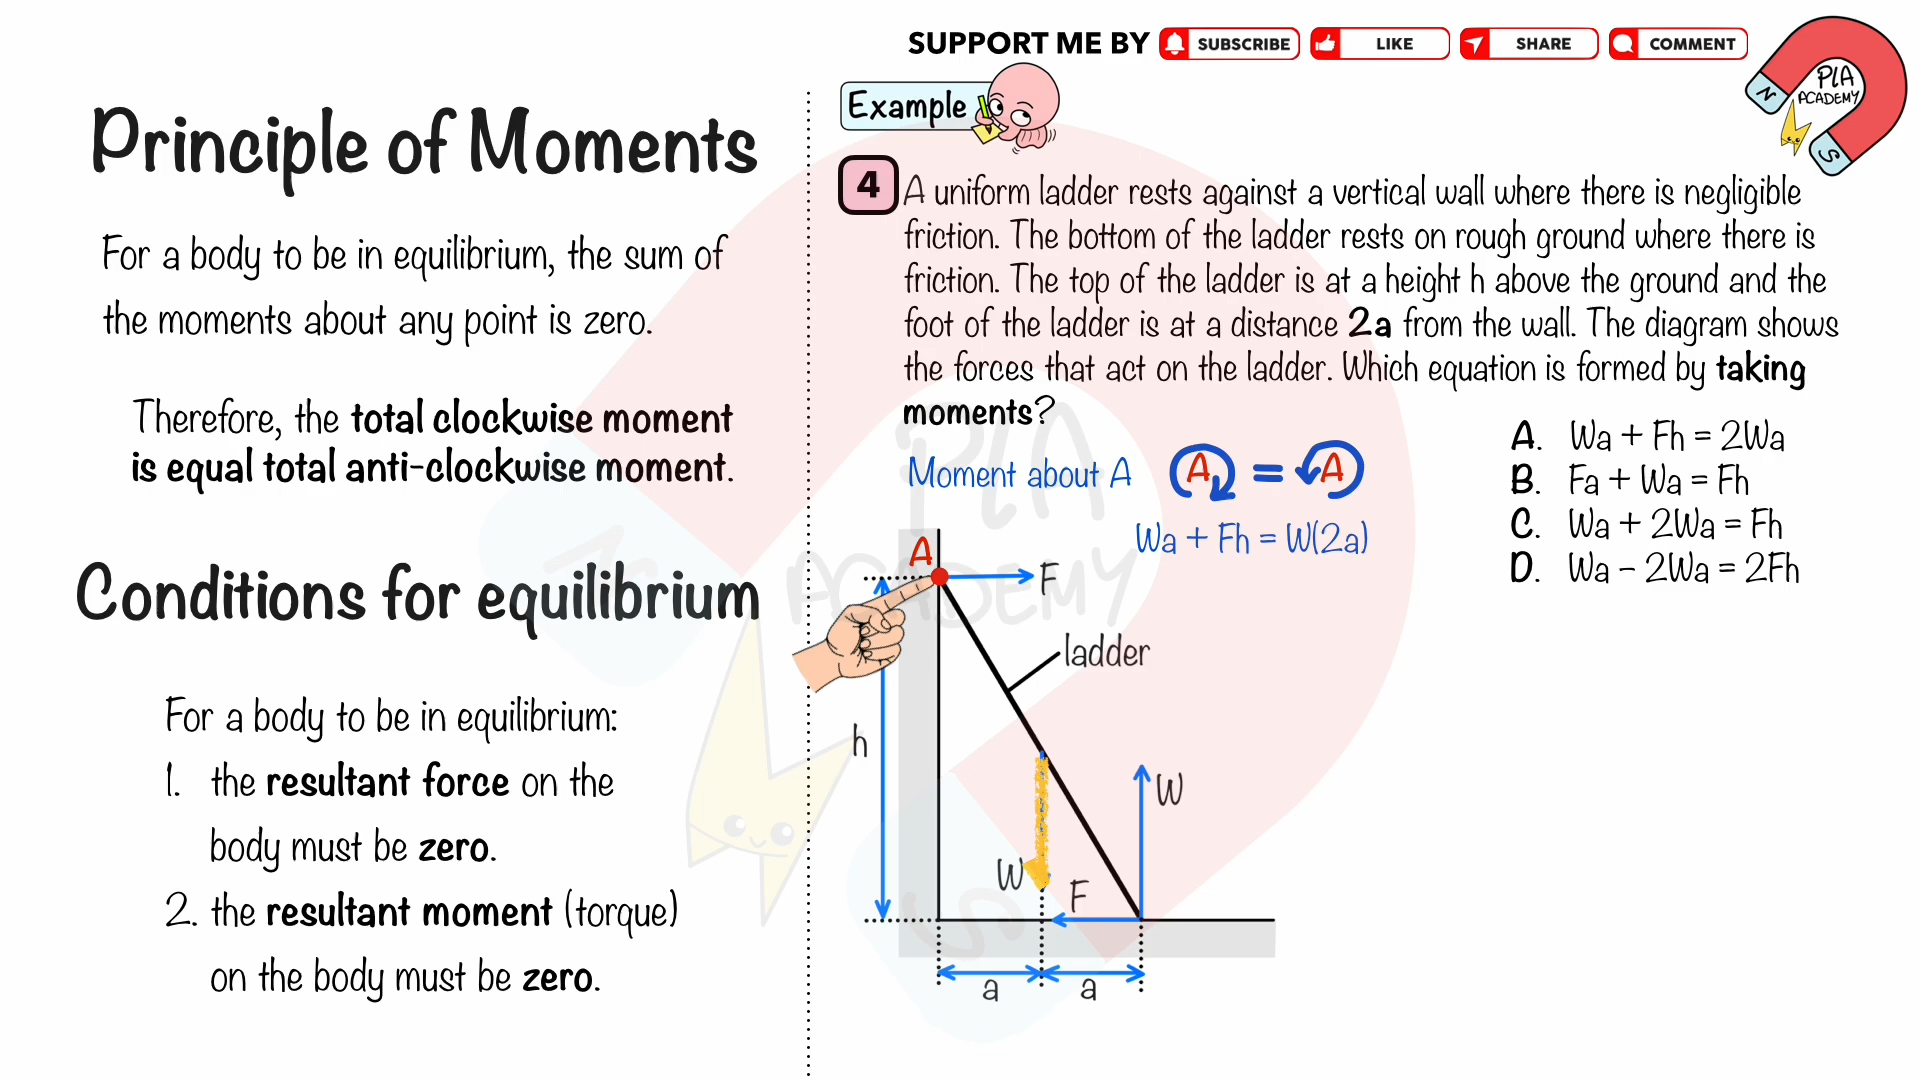 SUPPORT ME BY SUBSCRIBE LIKE SHARE COMMENT
PLA
ACADEMY
N
S
Principle of Moments
For a body to be in equilibrium, the sum of
the moments about any point is zero.
Therefore, the total clockwise moment
is equal total anti-clockwise moment.
Conditions for equilibrium
For a body to be in equilibrium:
1. the resultant force on the
body must be zero.
2. the resultant moment (torque)
on the body must be zero.
Example
4
A uniform ladder rests against a vertical wall where there is negligible
friction. The bottom of the ladder rests on rough ground where there is
friction. The top of the ladder is at a height h above the ground and the
foot of the ladder is at a distance 2a from the wall. The diagram shows
the forces that act on the ladder. Which equation is formed by taking
moments?
A. Wa + Fh = 2Wa
B. Fa + Wa = Fh
C. Wa + 2Wa = Fh
D. Wa - 2Wa = 2Fh
Moment about A A = A
Wa + Fh = W(2a)
A
F
ladder
h
W
W
F
a
a
PLA
ACADEMY
N
S